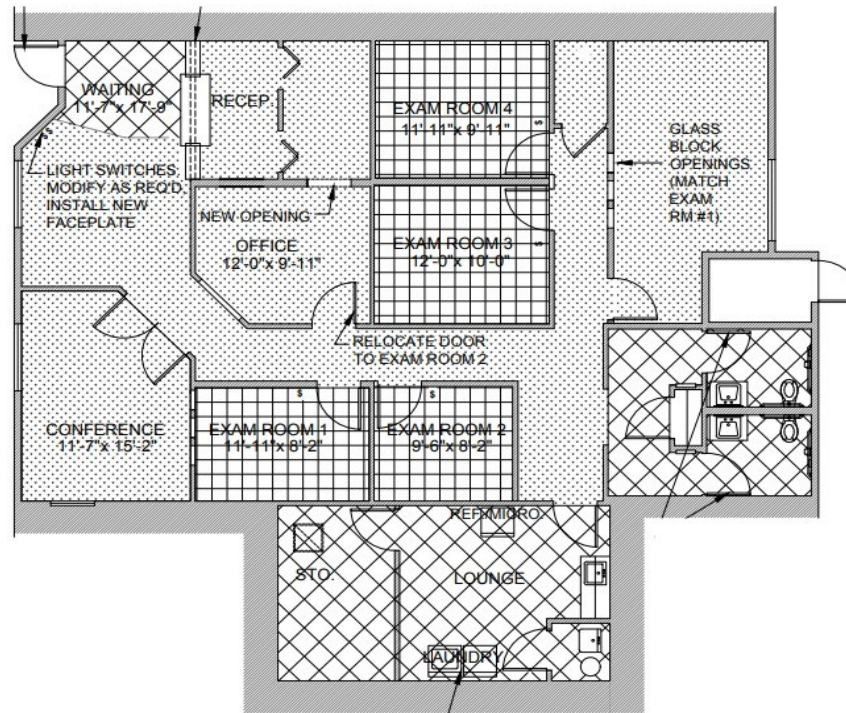 WAITING
11'-7"x 17'-9"
RECEP.
EXAM ROOM 4
11'-11"x 9'-11"
GLASS
BLOCK
OPENINGS
(MATCH
EXAM
RM #1)
$$
$
LIGHT SWITCHES.
MODIFY AS REQ'D.
INSTALL NEW
FACEPLATE
NEW OPENING
OFFICE
12'-0"x 9'-11"
EXAM ROOM 3
12'-0"x 10'-0"
$
RELOCATE DOOR
TO EXAM ROOM 2
$
$
CONFERENCE
11'-7"x 15'-2"
EXAM ROOM 1
11'-11"x 8'-2"
EXAM ROOM 2
9'-6"x 8'-2"
REF/MICRO.
STO.
LOUNGE
LAUNDRY